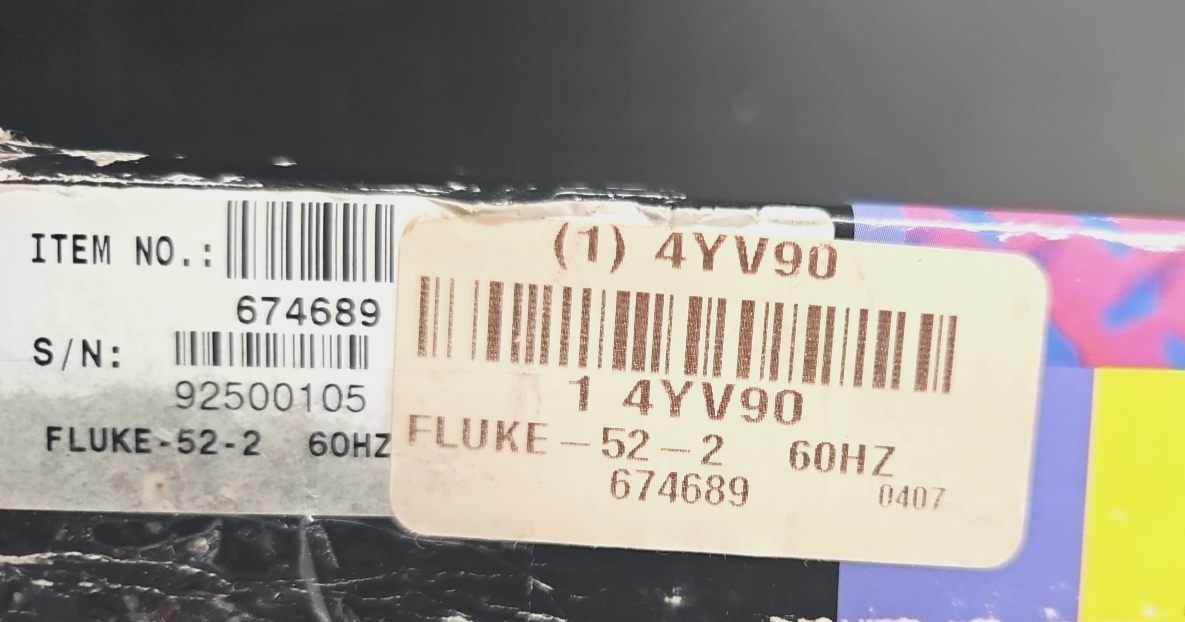 ITEM NO.:
674689
S/N:
92500105
FLUKE-52-2 60HZ
(1) 4YV90
1 4YV90
FLUKE-52-2 60HZ
674689
0407